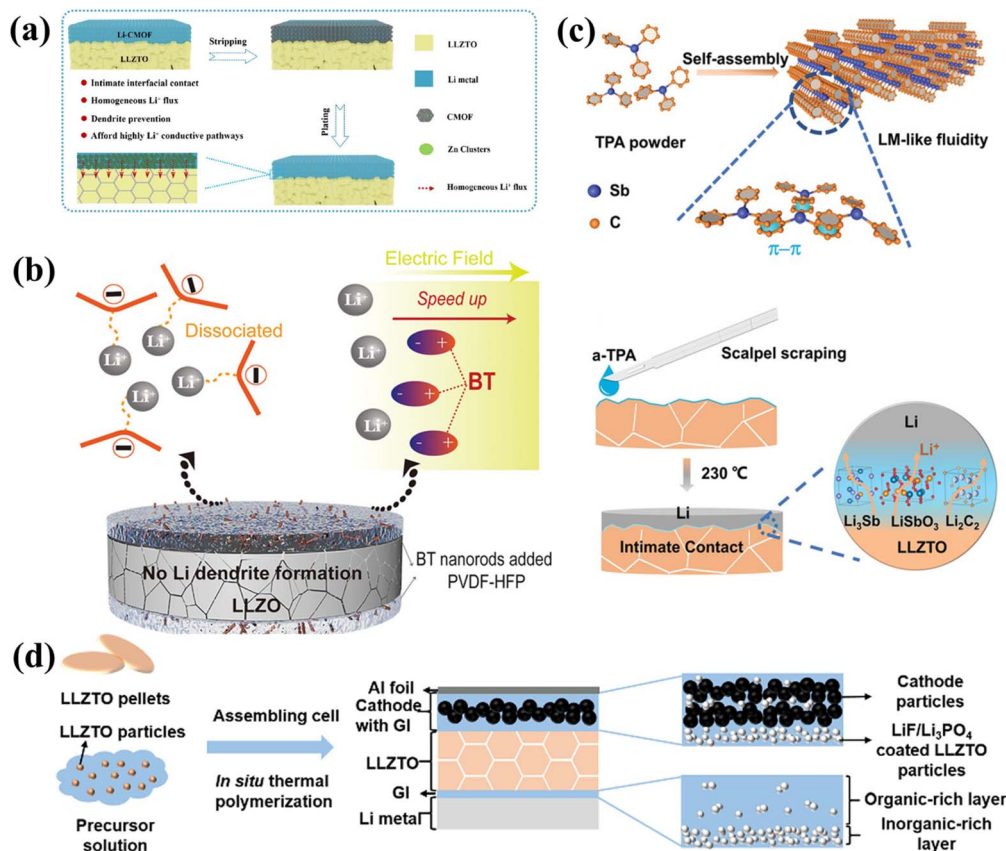 (a)
Li-CMOF
LLZTO
Stripping
Intimate interfacial contact
Homogeneous Li⁺ flux
Dendrite prevention
Afford highly Li⁺ conductive pathways
Plating
LLZTO
Li metal
CMOF
Zn Clusters
Homogeneous Li⁺ flux
(b)
Li⁺
Li⁺
Li⁺
Li⁺
Dissociated
Electric Field
Li⁺
Speed up
Li⁺
Li⁺
- +
- +
- +
BT
No Li dendrite formation
LLZO
BT nanorods added
PVDF-HFP
(c)
Self-assembly
TPA powder
LM-like fluidity
Sb
C
π–π
a-TPA
Scalpel scraping
230 ℃
Li
Intimate Contact
Li
Li⁺
Li₃Sb
LiSbO₃
Li₂C₂
LLZTO
(d)
LLZTO pellets
LLZTO particles
Precursor
solution
Assembling cell
In situ thermal
polymerization
Al foil
Cathode
with GI
LLZTO
GI
Li metal
Cathode
particles
LiF/Li₃PO₄
coated LLZTO
particles
Organic-rich layer
Inorganic-rich
layer